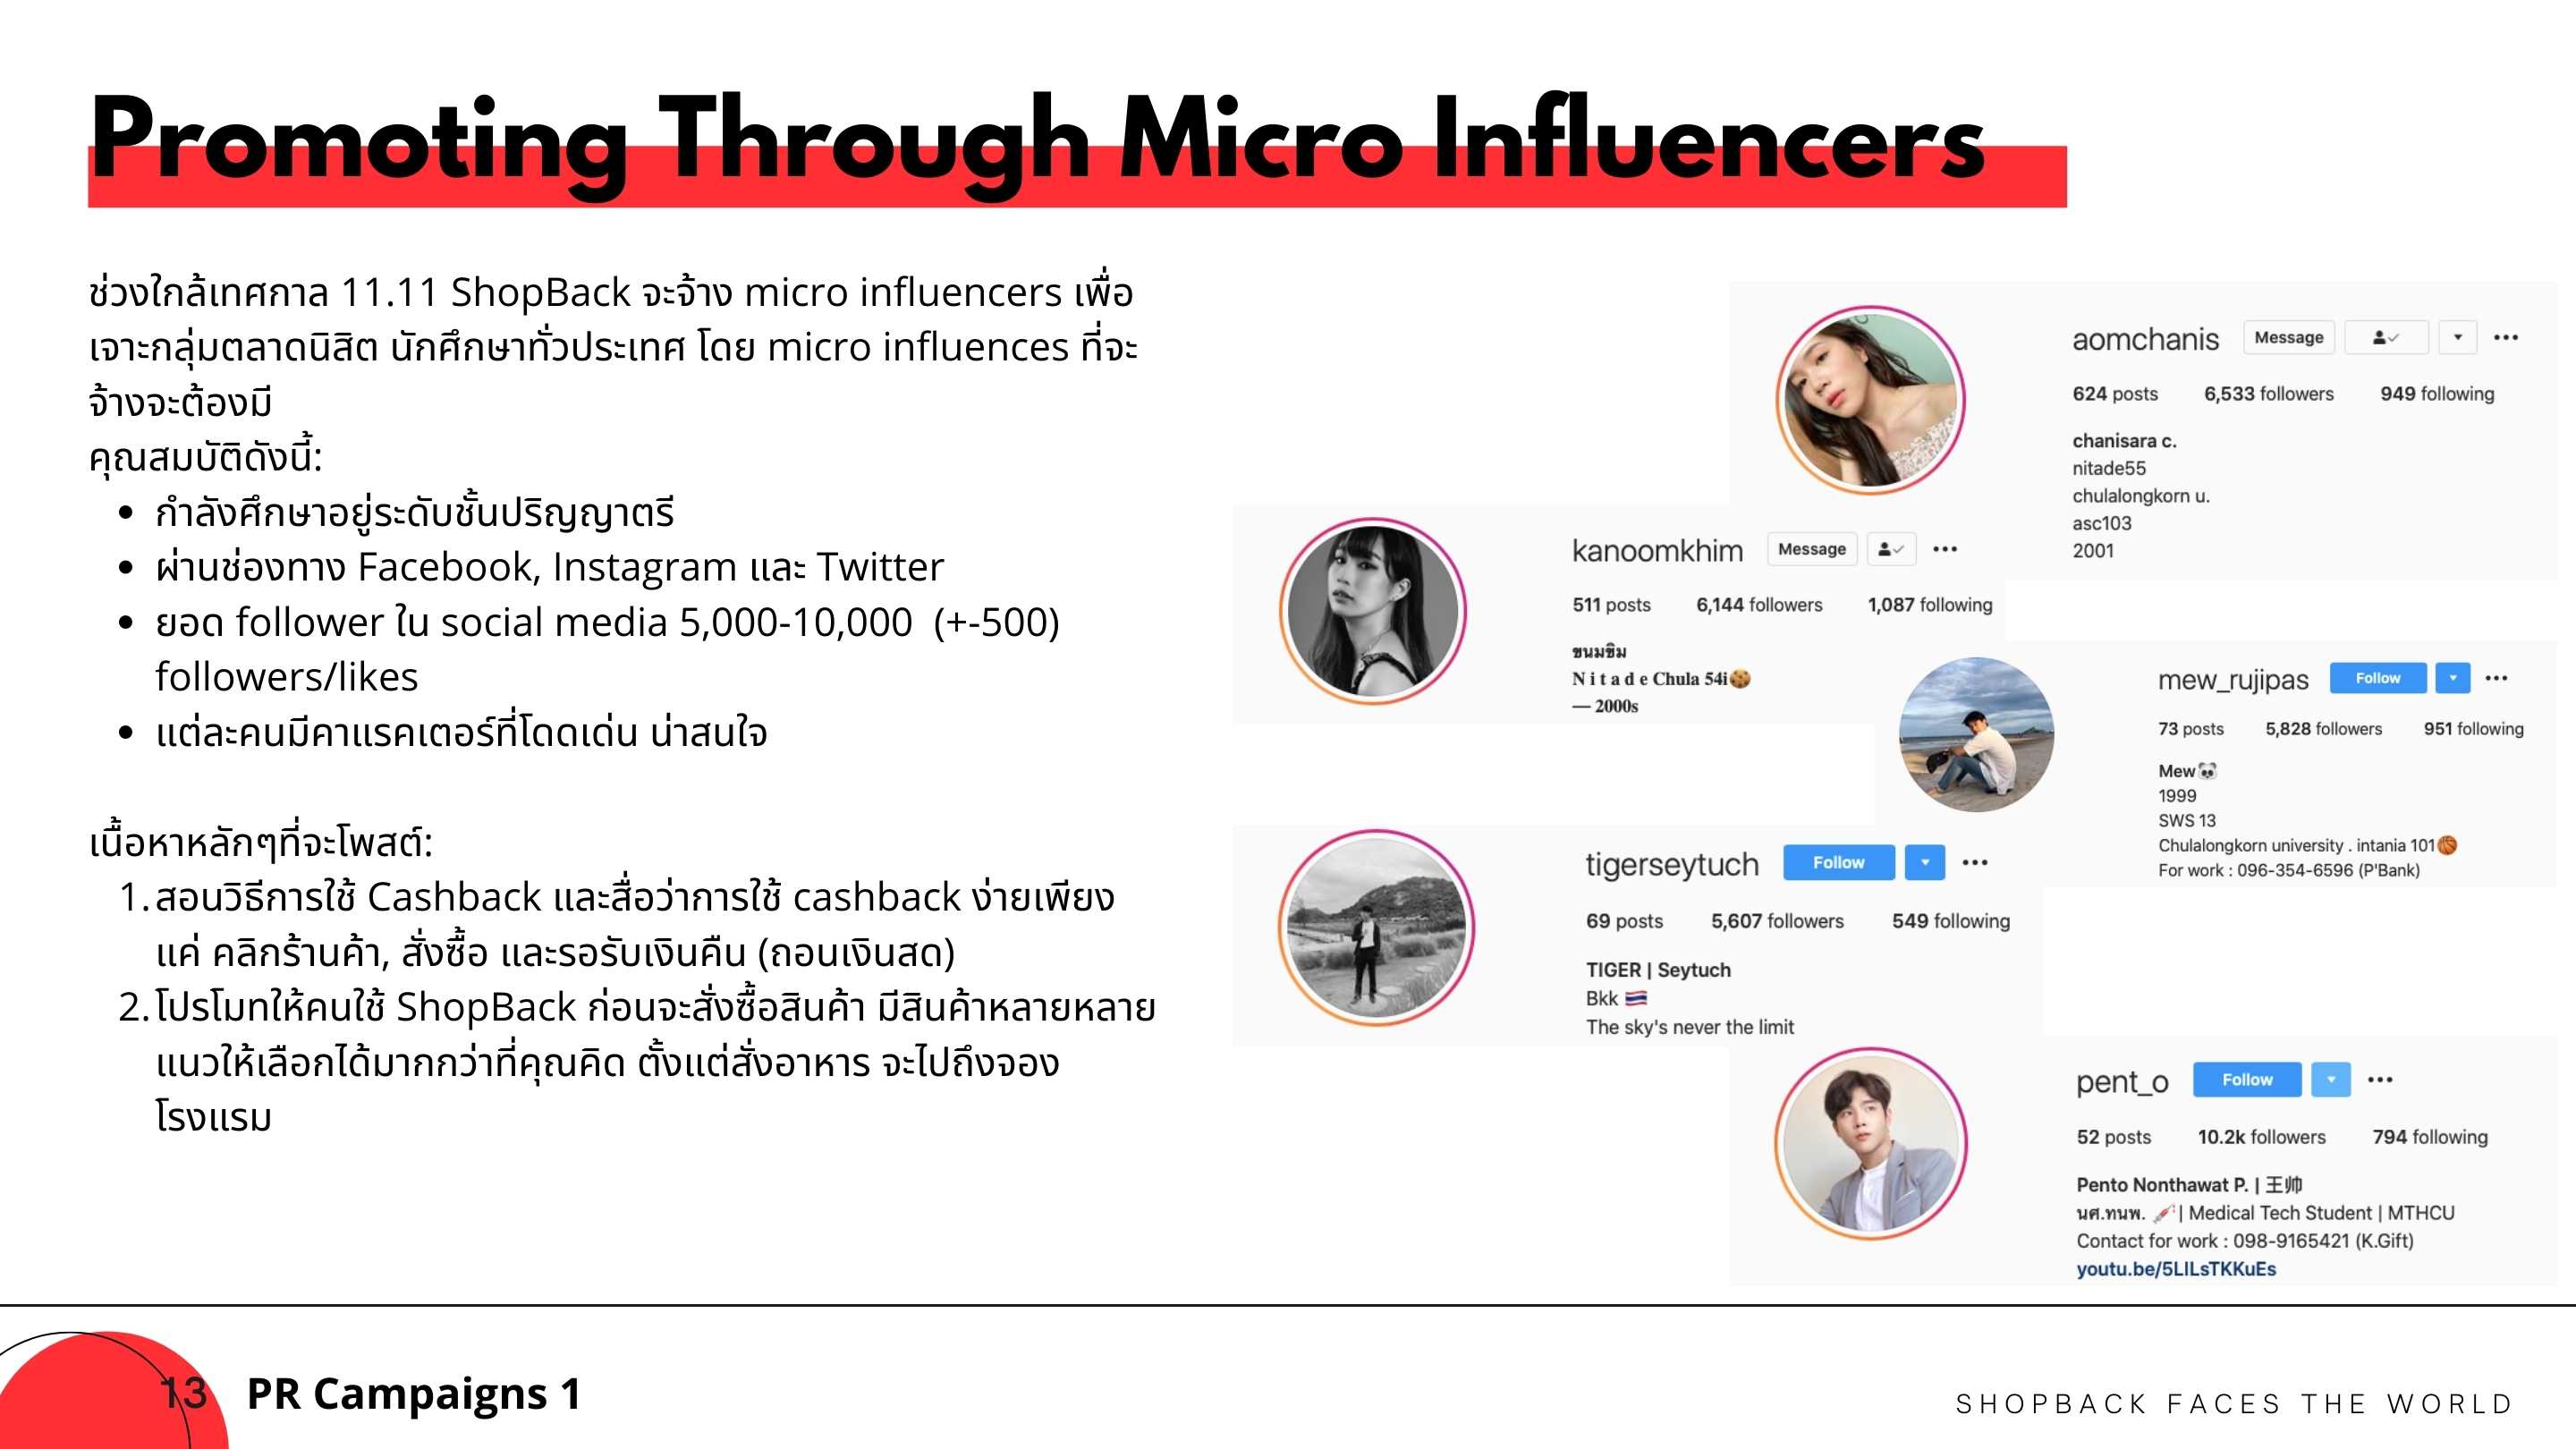 Promoting Through Micro Influencers
ช่วงใกล้เทศกาล 11.11 ShopBack จะจ้าง micro influencers เพื่อ
เจาะกลุ่มตลาดนิสิต นักศึกษาทั่วประเทศ โดย micro influences ที่จะ
จ้างจะต้องมี
คุณสมบัติดังนี้:
• กำลังศึกษาอยู่ระดับชั้นปริญญาตรี
• ผ่านช่องทาง Facebook, Instagram และ Twitter
• ยอด follower ใน social media 5,000-10,000 (+-500)
followers/likes
• แต่ละคนมีคาแรคเตอร์ที่โดดเด่น น่าสนใจ
เนื้อหาหลักๆที่จะโพสต์:
1. สอนวิธีการใช้ Cashback และสื่อว่าการใช้ cashback ง่ายเพียง
แค่ คลิกร้านค้า, สั่งซื้อ และรอรับเงินคืน (ถอนเงินสด)
2. โปรโมทให้คนใช้ ShopBack ก่อนจะสั่งซื้อสินค้า มีสินค้าหลายหลาย
แนวให้เลือกได้มากกว่าที่คุณคิด ตั้งแต่สั่งอาหาร จะไปถึงจอง
โรงแรม
aomchanis Message
624 posts 6,533 followers 949 following
chanisara c.
nitade55
chulalongkorn u.
asc103
2001
kanoomkhim Message
511 posts 6,144 followers 1,087 following
ขนมขิม
N i t a d e Chula 54i🍪
— 2000s
mew_rujipas Follow
73 posts 5,828 followers 951 following
Mew🐼
1999
SWS 13
Chulalongkorn university . intania 101🏀
For work : 096-354-6596 (P'Bank)
tigerseytuch Follow
69 posts 5,607 followers 549 following
TIGER | Seytuch
Bkk 🇹🇭
The sky's never the limit
pent_o Follow
52 posts 10.2k followers 794 following
Pento Nonthawat P. | 王帅
นศ.ทนพ. 💉| Medical Tech Student | MTHCU
Contact for work : 098-9165421 (K.Gift)
youtu.be/5LILsTKKuEs
13 PR Campaigns 1
SHOPBACK FACES THE WORLD